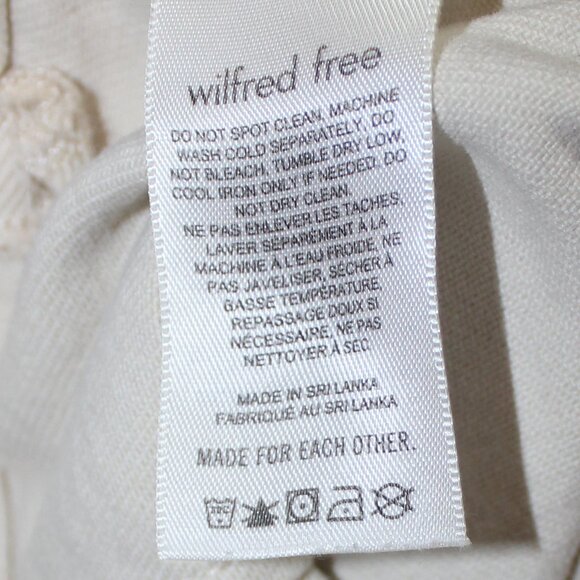 wilfred free
DO NOT SPOT CLEAN. MACHINE
WASH COLD SEPARATELY. DO
NOT BLEACH. TUMBLE DRY LOW.
COOL IRON ONLY IF NEEDED. DO
NOT DRY CLEAN.
NE PAS ENLEVER LES TACHES,
LAVER SÉPARÉMENT À LA
MACHINE À L'EAU FROIDE, NE
PAS JAVELISER, SÉCHER À
BASSE TEMPÉRATURE,
REPASSAGE DOUX SI
NÉCESSAIRE, NE PAS
NETTOYER À SEC
MADE IN SRI LANKA
FABRIQUÉ AU SRI LANKA
MADE FOR EACH OTHER.
30C